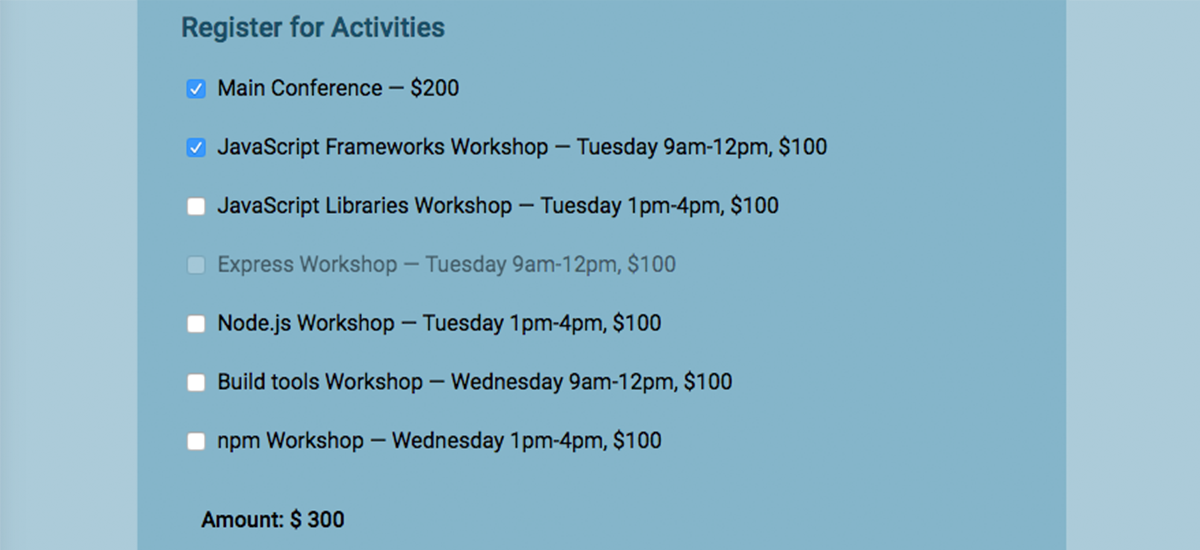 Register for Activities
Main Conference — $200
JavaScript Frameworks Workshop — Tuesday 9am-12pm, $100
JavaScript Libraries Workshop — Tuesday 1pm-4pm, $100
Express Workshop — Tuesday 9am-12pm, $100
Node.js Workshop — Tuesday 1pm-4pm, $100
Build tools Workshop — Wednesday 9am-12pm, $100
npm Workshop — Wednesday 1pm-4pm, $100
Amount: $ 300